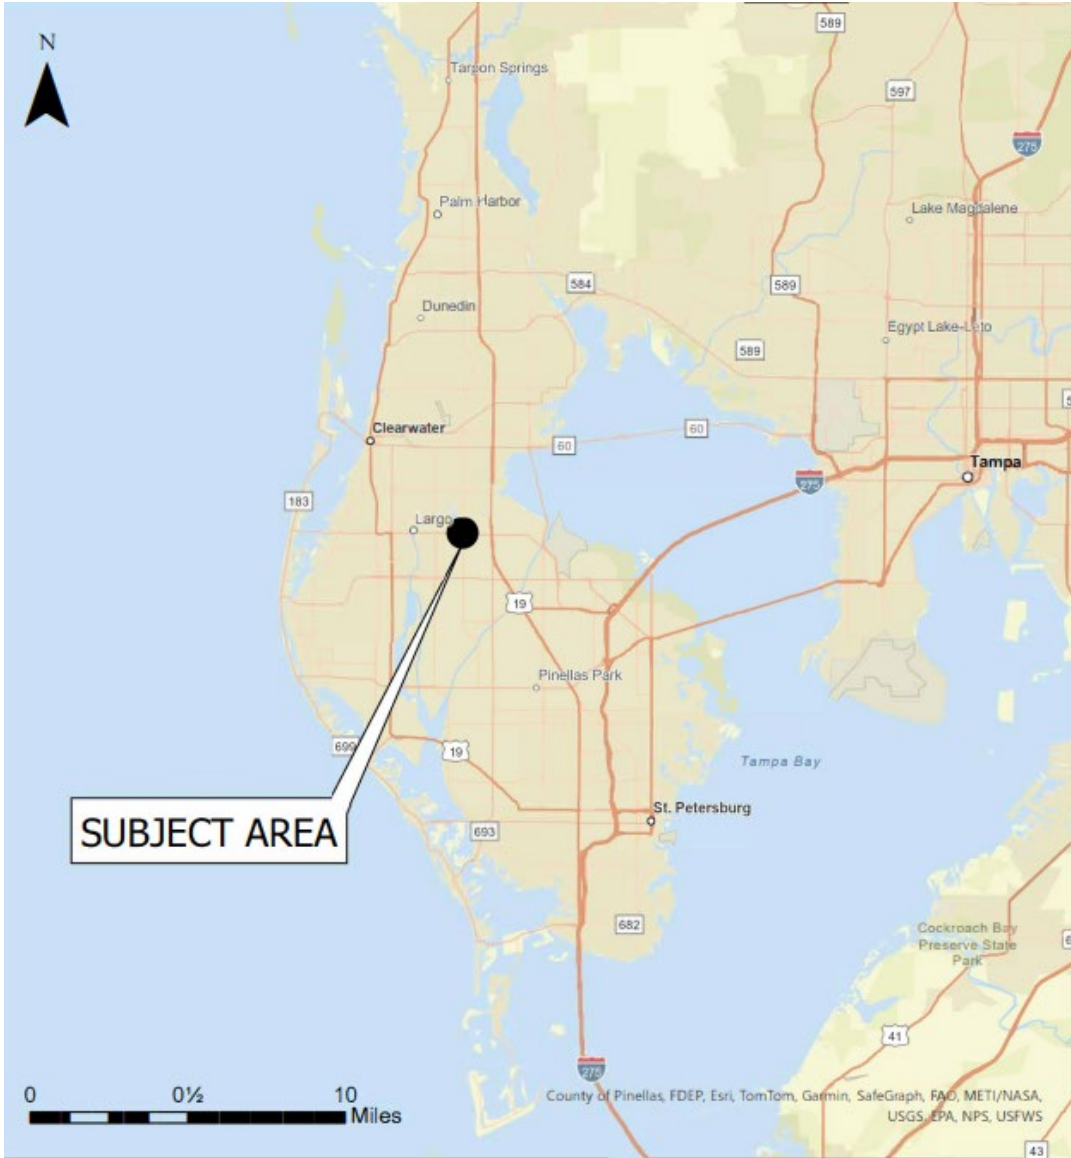 589
N
597
Tarpon Springs
275
Palm Harbor
Lake Magdalene
584
589
Dunedin
Egypt Lake-Leto
589
Clearwater
60
60
Tampa
275
183
Largo
19
Pinellas Park
699
19
Tampa Bay
St. Petersburg
SUBJECT AREA
693
682
Cockroach Bay
Preserve State
Park
41
275
0
0½
10
Miles
County of Pinellas, FDEP, Esri, TomTom, Garmin, SafeGraph, FAO, METI/NASA,
USGS, EPA, NPS, USFWS
43